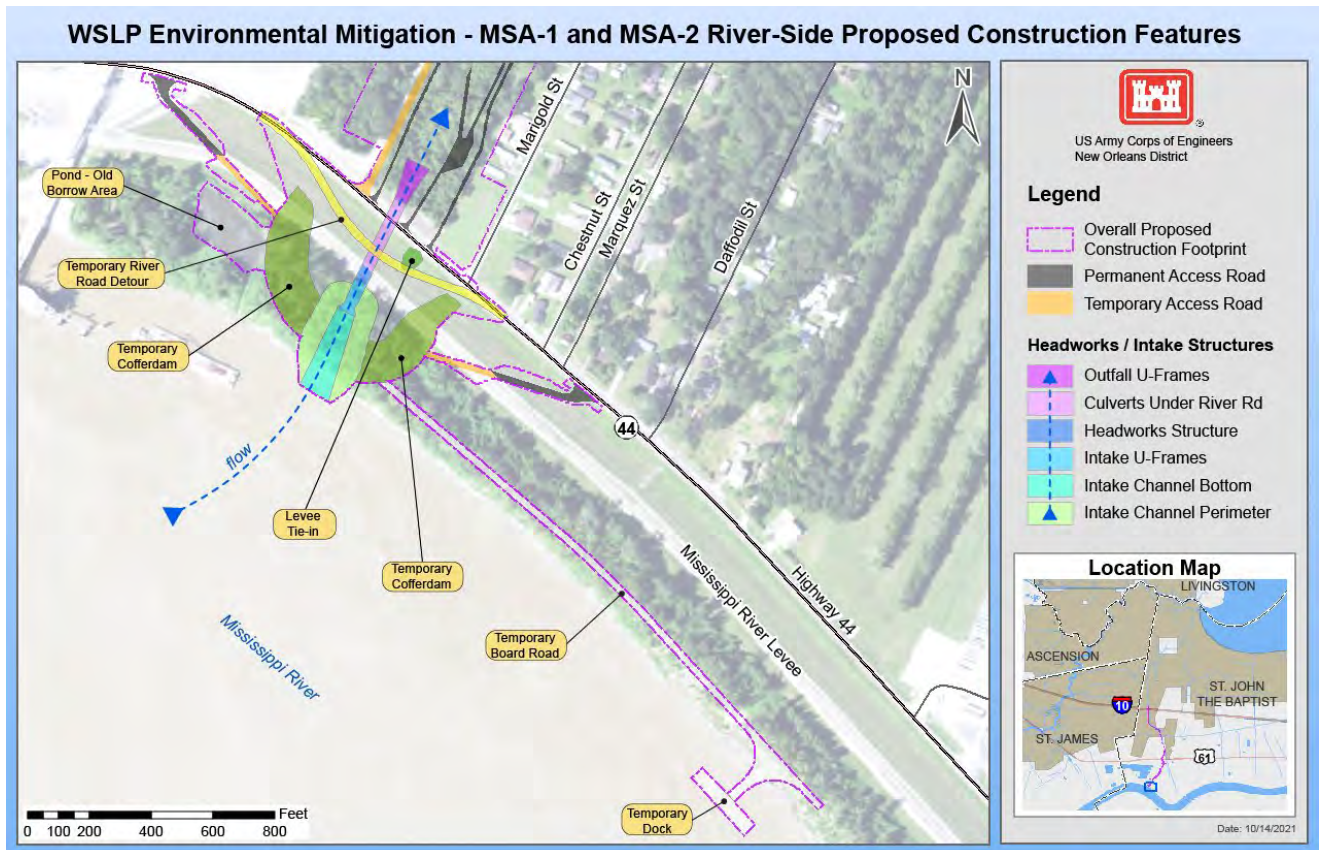 WSLP Environmental Mitigation - MSA-1 and MSA-2 River-Side Proposed Construction Features
N
Marigold St
Chestnut St
Marquez St
Daffodil St
Pond - Old
Borrow Area
Temporary River
Road Detour
Temporary
Cofferdam
flow
Levee
Tie-in
Temporary
Cofferdam
44
Mississippi River
Temporary
Board Road
Mississippi River Levee
Highway 44
Temporary
Dock
Feet
0 100 200 400 600 800
®
US Army Corps of Engineers
New Orleans District
Legend
Overall Proposed
Construction Footprint
Permanent Access Road
Temporary Access Road
Headworks / Intake Structures
Outfall U-Frames
Culverts Under River Rd
Headworks Structure
Intake U-Frames
Intake Channel Bottom
Intake Channel Perimeter
Location Map
LIVINGSTON
ASCENSION
ST. JOHN
THE BAPTIST
10
ST. JAMES
61
Date: 10/14/2021